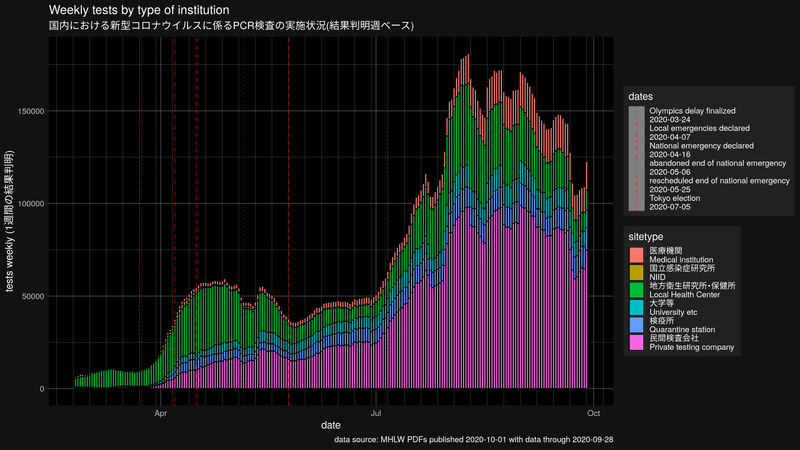 Weekly tests by type of institution
国内における新型コロナウイルスに係るPCR検査の実施状況(結果判明週ベース)
tests weekly (1週間の結果判明)
150000
100000
50000
0
Apr
Jul
Oct
date
data source: MHLW PDFs published 2020-10-01 with data through 2020-09-28
dates
Olympics delay finalized
2020-03-24
Local emergencies declared
2020-04-07
National emergency declared
2020-04-16
abandoned end of national emergency
2020-05-06
rescheduled end of national emergency
2020-05-25
Tokyo election
2020-07-05
sitetype
医療機関
Medical institution
国立感染症研究所
NIID
地方衛生研究所・保健所
Local Health Center
大学等
University etc
検疫所
Quarantine station
民間検査会社
Private testing company